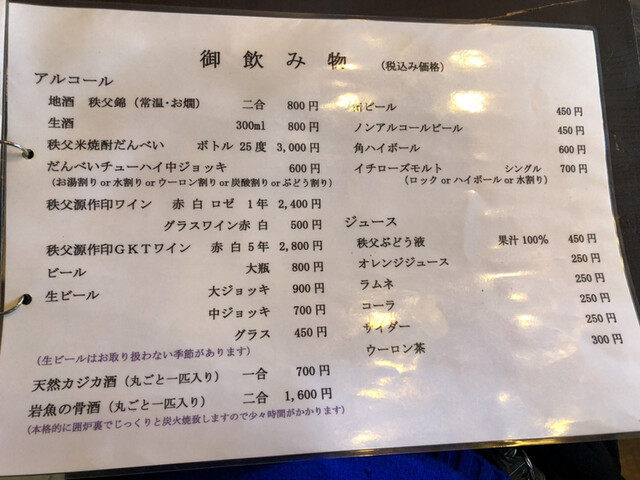 御飲み物 (税込み価格)
アルコール
地酒 秩父錦（常温・お燗） 二合 800円
生酒 300ml 800円
秩父米焼酎だんべい ボトル25度 3,000円
だんべいチューハイ中ジョッキ 600円
(お湯割り or 水割り or ウーロン割り or 炭酸割り or ぶどう割り)
秩父源作印ワイン 赤 白 ロゼ 1年 2,400円
グラスワイン赤 白 500円
秩父源作印GKTワイン 赤 白 5年 2,800円
ビール 大瓶 800円
生ビール 大ジョッキ 900円
中ジョッキ 700円
グラス 450円
(生ビールはお取り扱わない季節があります)
天然カジカ酒（丸ごと一匹入り） 一合 700円
岩魚の骨酒（丸ごと一匹入り） 二合 1,600円
(本格的に囲炉裏でじっくりと炭火焼致しますので少々時間がかかります)
缶ビール 450円
ノンアルコールビール 450円
角ハイボール 600円
イチローズモルト シングル 700円
(ロック or ハイボール or 水割り)
ジュース
秩父ぶどう液 果汁100% 450円
オレンジジュース 250円
ラムネ 250円
コーラ 250円
サイダー 250円
ウーロン茶 300円